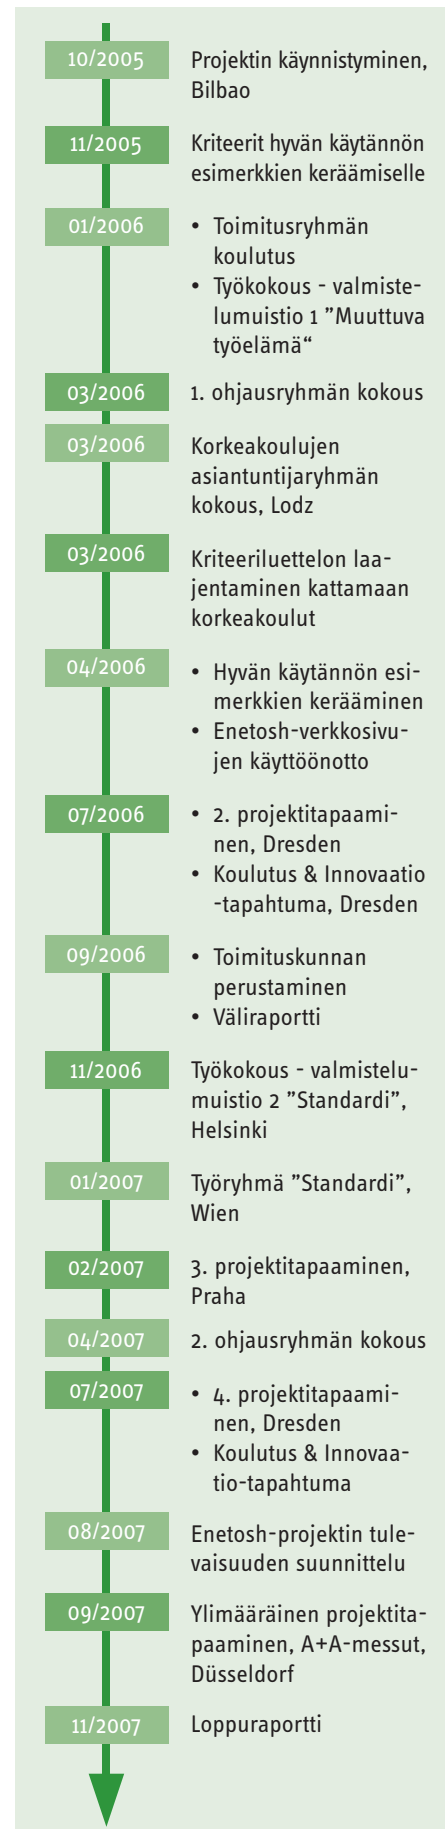 10/2005
Projektin käynnistyminen,
Bilbao
11/2005
Kriteerit hyvän käytännön
esimerkkien keräämiselle
01/2006
• Toimitusryhmän
koulutus
• Työkokous - valmiste-
lumuistio 1 ”Muuttuva
työelämä“
03/2006
1. ohjausryhmän kokous
03/2006
Korkeakoulujen
asiantuntijaryhmän
kokous, Lodz
03/2006
Kriteeriluettelon laa-
jentaminen kattamaan
korkeakoulut
04/2006
• Hyvän käytännön esi-
merkkien kerääminen
• Enetosh-verkkosivu-
jen käyttöönotto
07/2006
• 2. projektitapaami-
nen, Dresden
• Koulutus & Innovaatio
-tapahtuma, Dresden
09/2006
• Toimituskunnan
perustaminen
• Väliraportti
11/2006
Työkokous - valmistelu-
muistio 2 ”Standardi”,
Helsinki
01/2007
Työryhmä ”Standardi”,
Wien
02/2007
3. projektitapaaminen,
Praha
04/2007
2. ohjausryhmän kokous
07/2007
• 4. projektitapaami-
nen, Dresden
• Koulutus & Innovaa-
tio-tapahtuma
08/2007
Enetosh-projektin tule-
vaisuuden suunnittelu
09/2007
Ylimääräinen projektita-
paaminen, A+A-messut,
Düsseldorf
11/2007
Loppuraportti